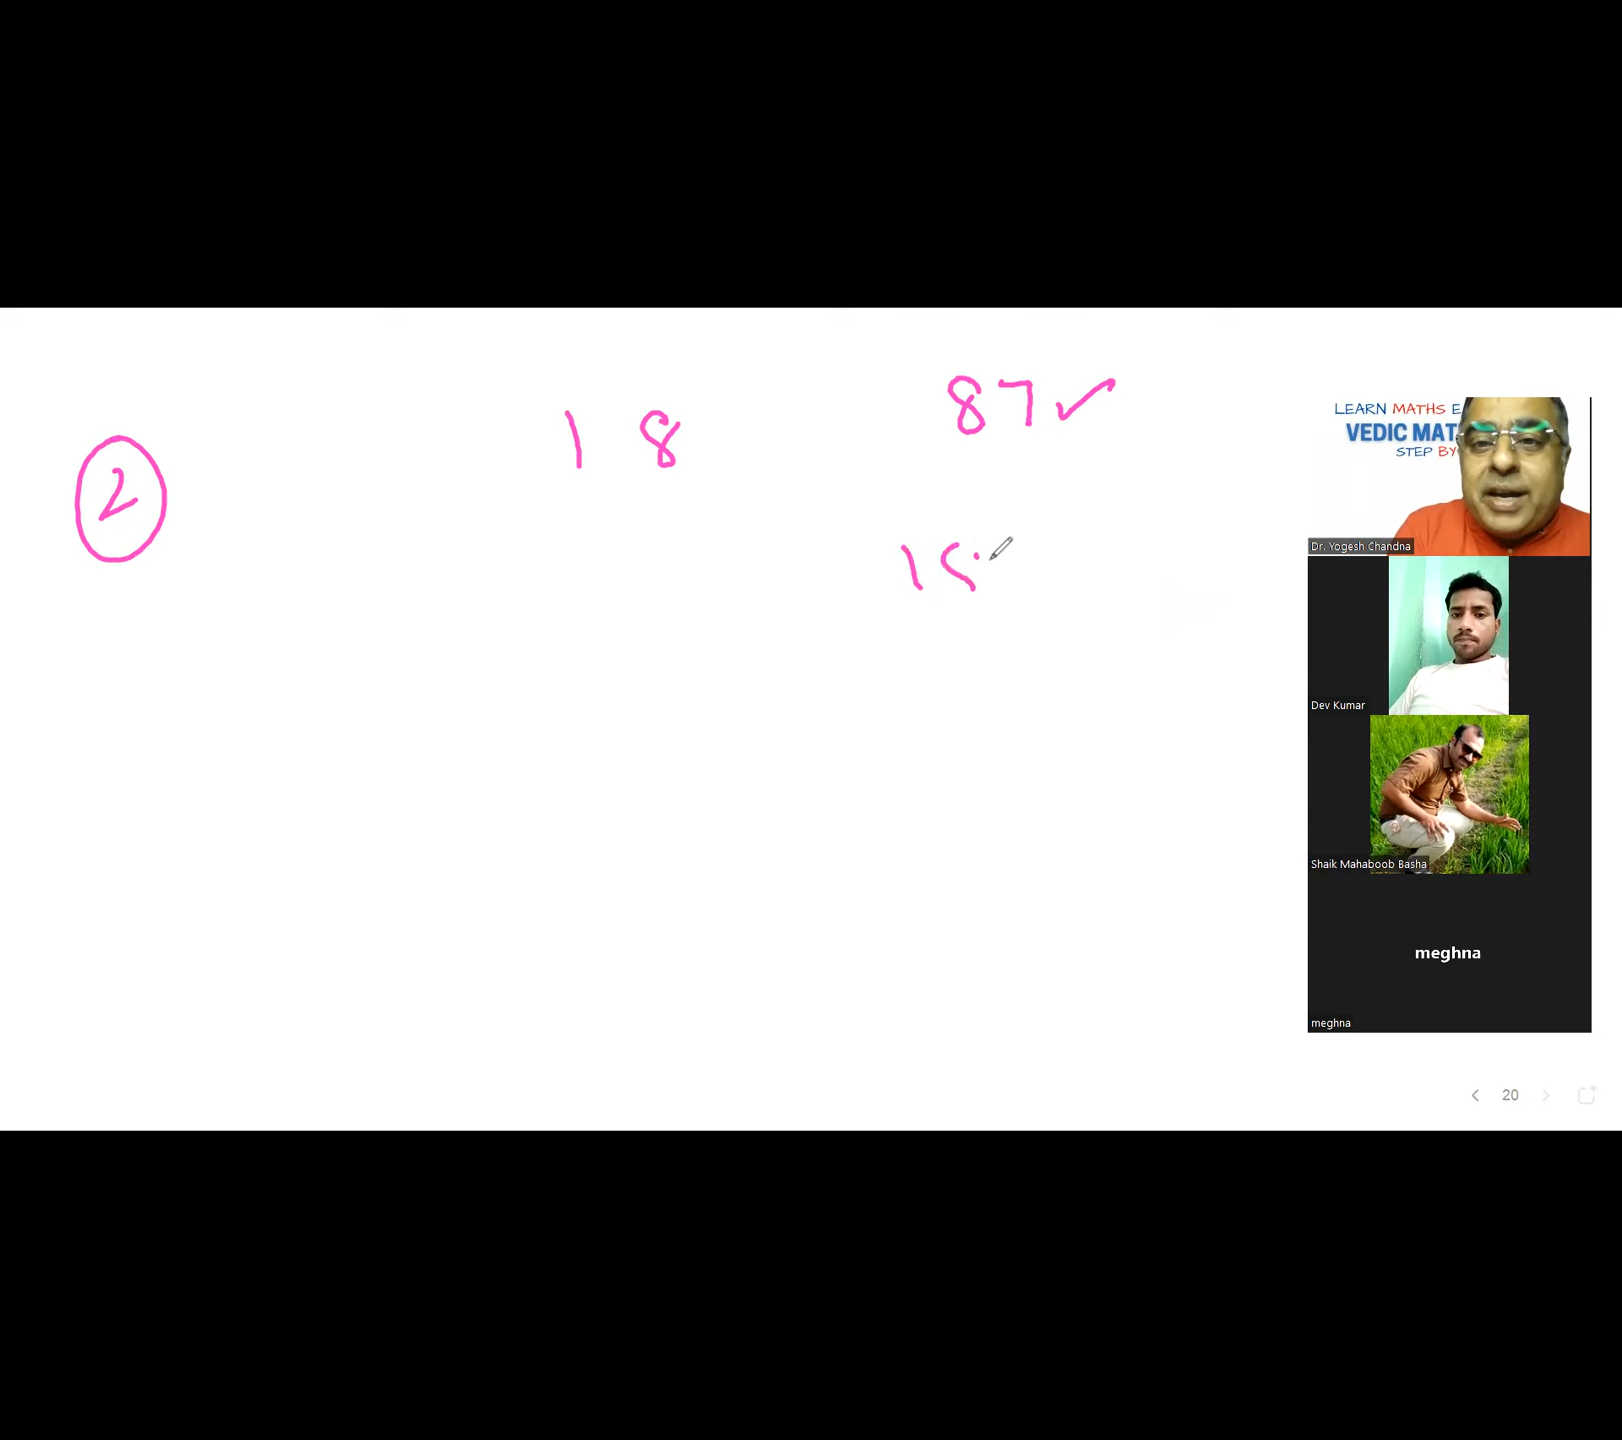 87✓
1 8
2
LEARN MATHS E
VEDIC MAT
STEP BY
Dr. Yogesh Chandna
Dev Kumar
Shaik Mahaboob Basha
meghna
meghna
20